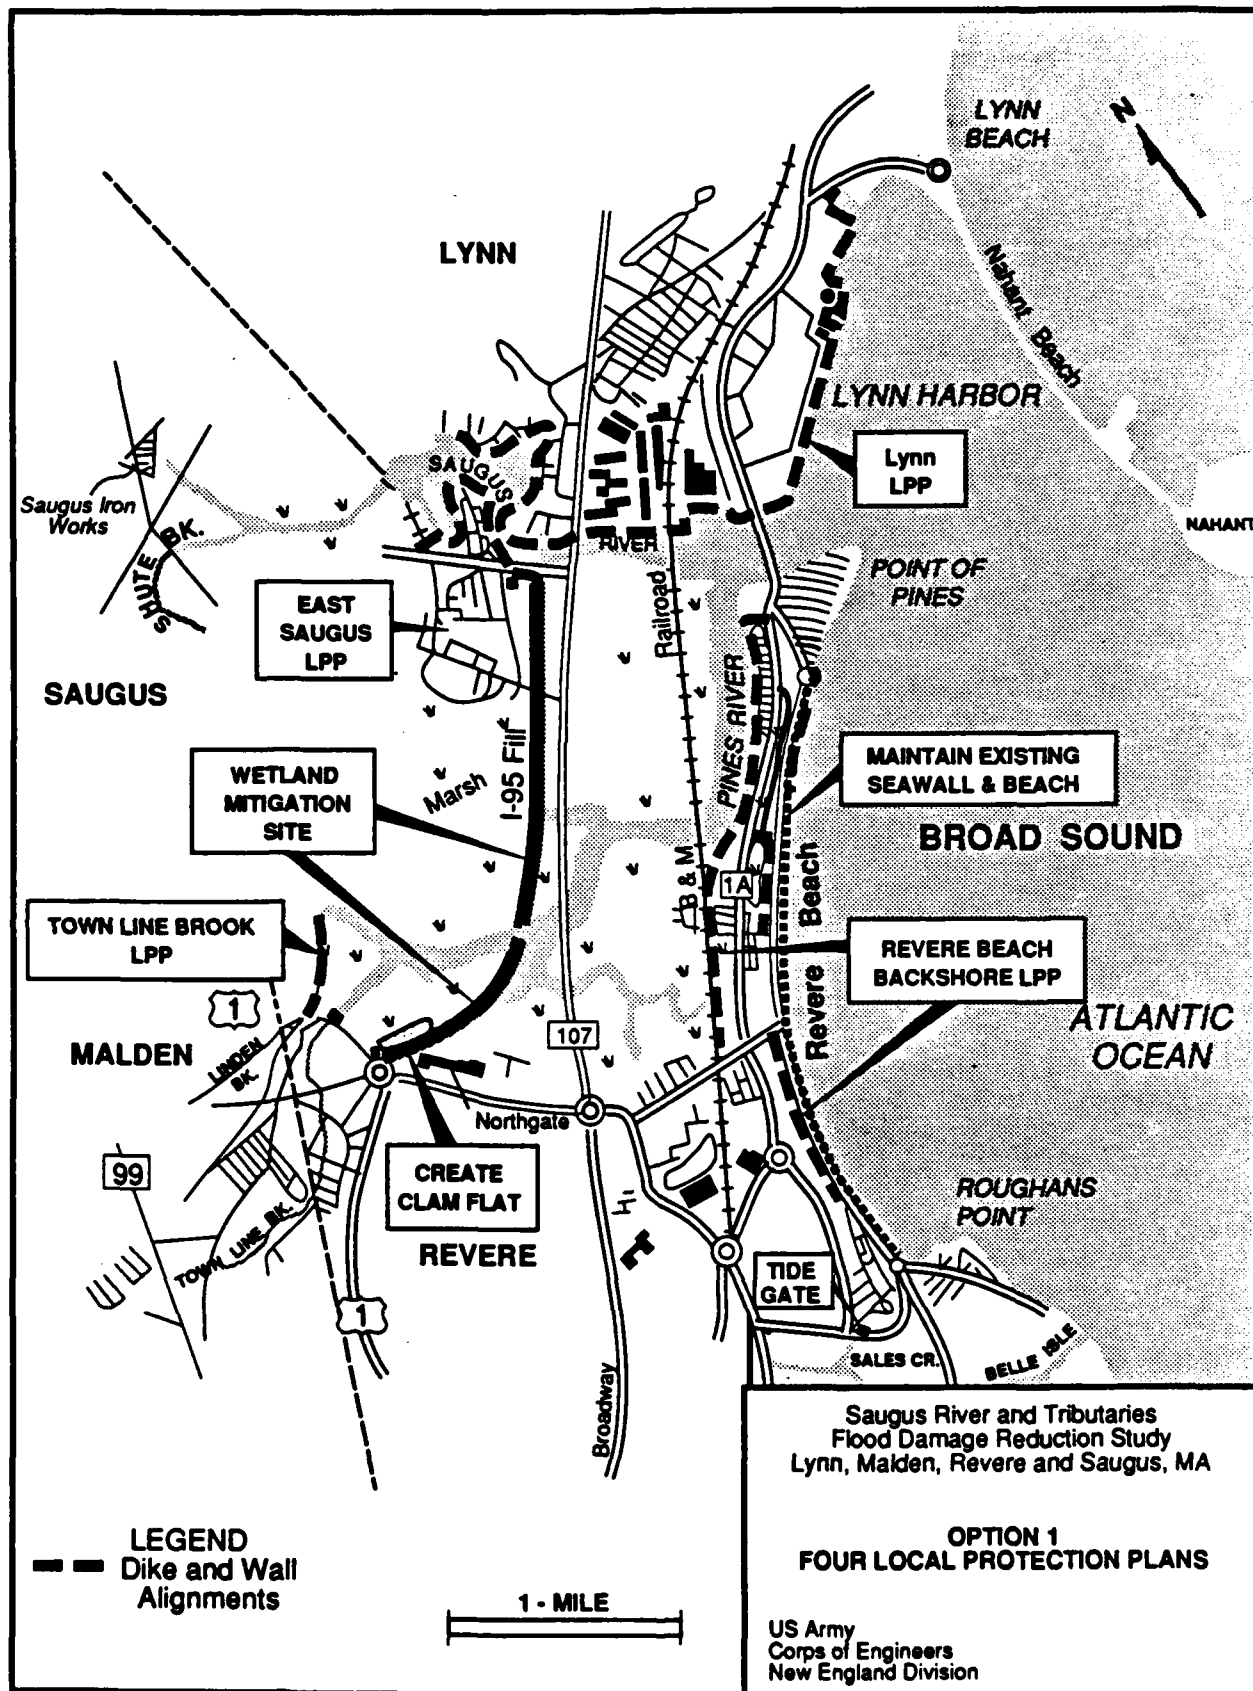 LYNN
BEACH
N
LYNN
Nahant Beach
LYNN HARBOR
Lynn
LPP
NAHANT
SAUGUS
RIVER
Saugus Iron
Works
SHUTE BK.
POINT OF
PINES
EAST
SAUGUS
LPP
Railroad
B & M
PINES RIVER
SAUGUS
I-95 Fill
Marsh
WETLAND
MITIGATION
SITE
MAINTAIN EXISTING
SEAWALL & BEACH
BROAD SOUND
1A
Revere Beach
TOWN LINE BROOK
LPP
REVERE BEACH
BACKSHORE LPP
1
107
ATLANTIC
OCEAN
MALDEN
LINDEN
BK.
Northgate
99
CREATE
CLAM FLAT
ROUGHANS
POINT
TOWN LINE BK.
REVERE
TIDE
GATE
1
SALES CR.
BELLE ISLE
Broadway
Saugus River and Tributaries
Flood Damage Reduction Study
Lynn, Malden, Revere and Saugus, MA
OPTION 1
FOUR LOCAL PROTECTION PLANS
US Army
Corps of Engineers
New England Division
LEGEND
Dike and Wall
Alignments
1 - MILE